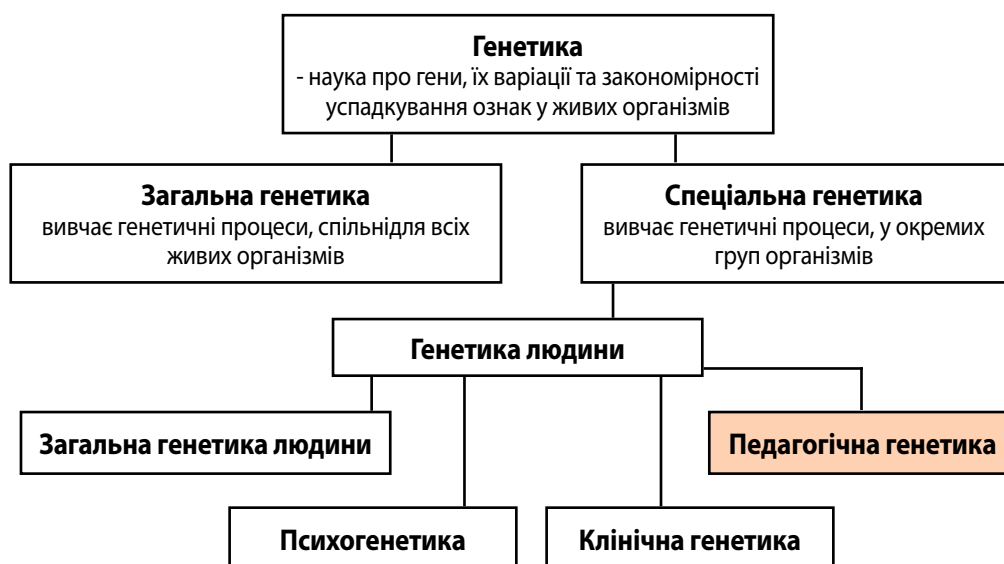 Генетика
- наука про гени, їх варіації та закономірності
успадкування ознак у живих організмів
Загальна генетика
вивчає генетичні процеси, спільнідля всіх
живих організмів
Спеціальна генетика
вивчає генетичні процеси, у окремих
груп організмів
Генетика людини
Загальна генетика людини
Педагогічна генетика
Психогенетика
Клінічна генетика